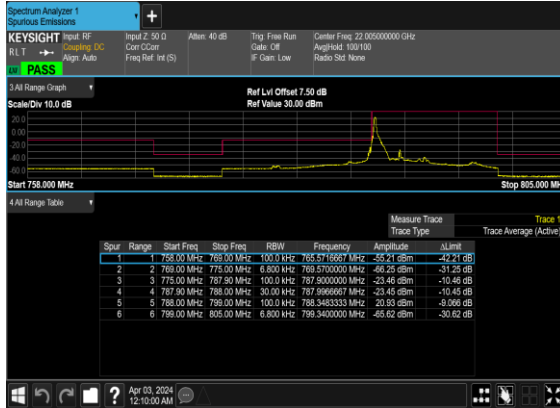 Spectrum Analyzer 1
Spurious Emissions
KEYSIGHT Input: RF Input Z: 50 Ω Atten: 40 dB Trig: Free Run Center Freq: 22.005000000 GHz
RLT Coupling: DC Corr CCorr Gate: Off Avg|Hold: 100/100
Align: Auto Freq Ref: Int (S) IF Gain: Low Radio Std: None
PASS
3 All Range Graph
Ref Lvl Offset 7.50 dB
Scale/Div 10.0 dB Ref Value 30.00 dBm
20.0
0.00
-20.0
-40.0
-60.0
Start 758.000 MHz Stop 805.000 MH
4 All Range Table
Measure Trace Trace 1
Trace Type Trace Average (Active)
Spur Range Start Freq Stop Freq RBW Frequency Amplitude ΔLimit
1 1 758.00 MHz 769.00 MHz 100.0 kHz 765.5716667 MHz -55.21 dBm -42.21 dB
2 2 769.00 MHz 775.00 MHz 6.800 kHz 769.5700000 MHz -66.25 dBm -31.25 dB
3 3 775.00 MHz 787.90 MHz 100.0 kHz 787.9000000 MHz -23.46 dBm -10.46 dB
4 4 787.90 MHz 788.00 MHz 30.00 kHz 787.9966667 MHz -23.45 dBm -10.45 dB
5 5 788.00 MHz 799.00 MHz 100.0 kHz 788.3483333 MHz 20.93 dBm -9.066 dB
6 6 799.00 MHz 805.00 MHz 6.800 kHz 799.3400000 MHz -65.62 dBm -30.62 dB
Apr 03, 2024
12:10:00 AM